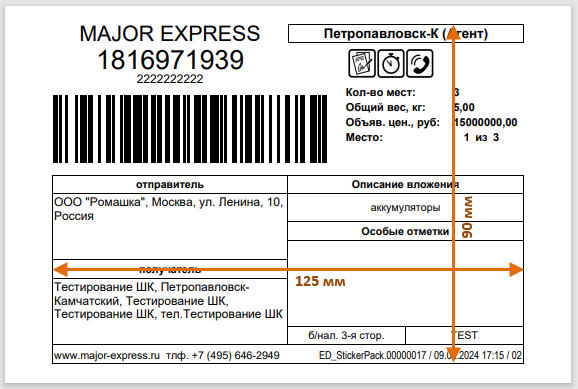 MAJOR EXPRESS
1816971939
2222222222
Петропавловск-К (Агент)
Кол-во мест: 3
Общий вес, кг: 5,00
Объяв. цен., руб: 15000000,00
Место: 1 из 3
отправитель
Описание вложения
ООО "Ромашка", Москва, ул. Ленина, 10,
Россия
аккумуляторы
Особые отметки
90 мм
125 мм
получатель
Тестирование ШК, Петропавловск-
Камчатский, Тестирование ШК,
Тестирование ШК, тел.Тестирование ШК
б/нал. 3-я стор.
TEST
www.major-express.ru тлф. +7 (495) 646-2949
ED_StickerPack.00000017 / 2024 17:15 / 02